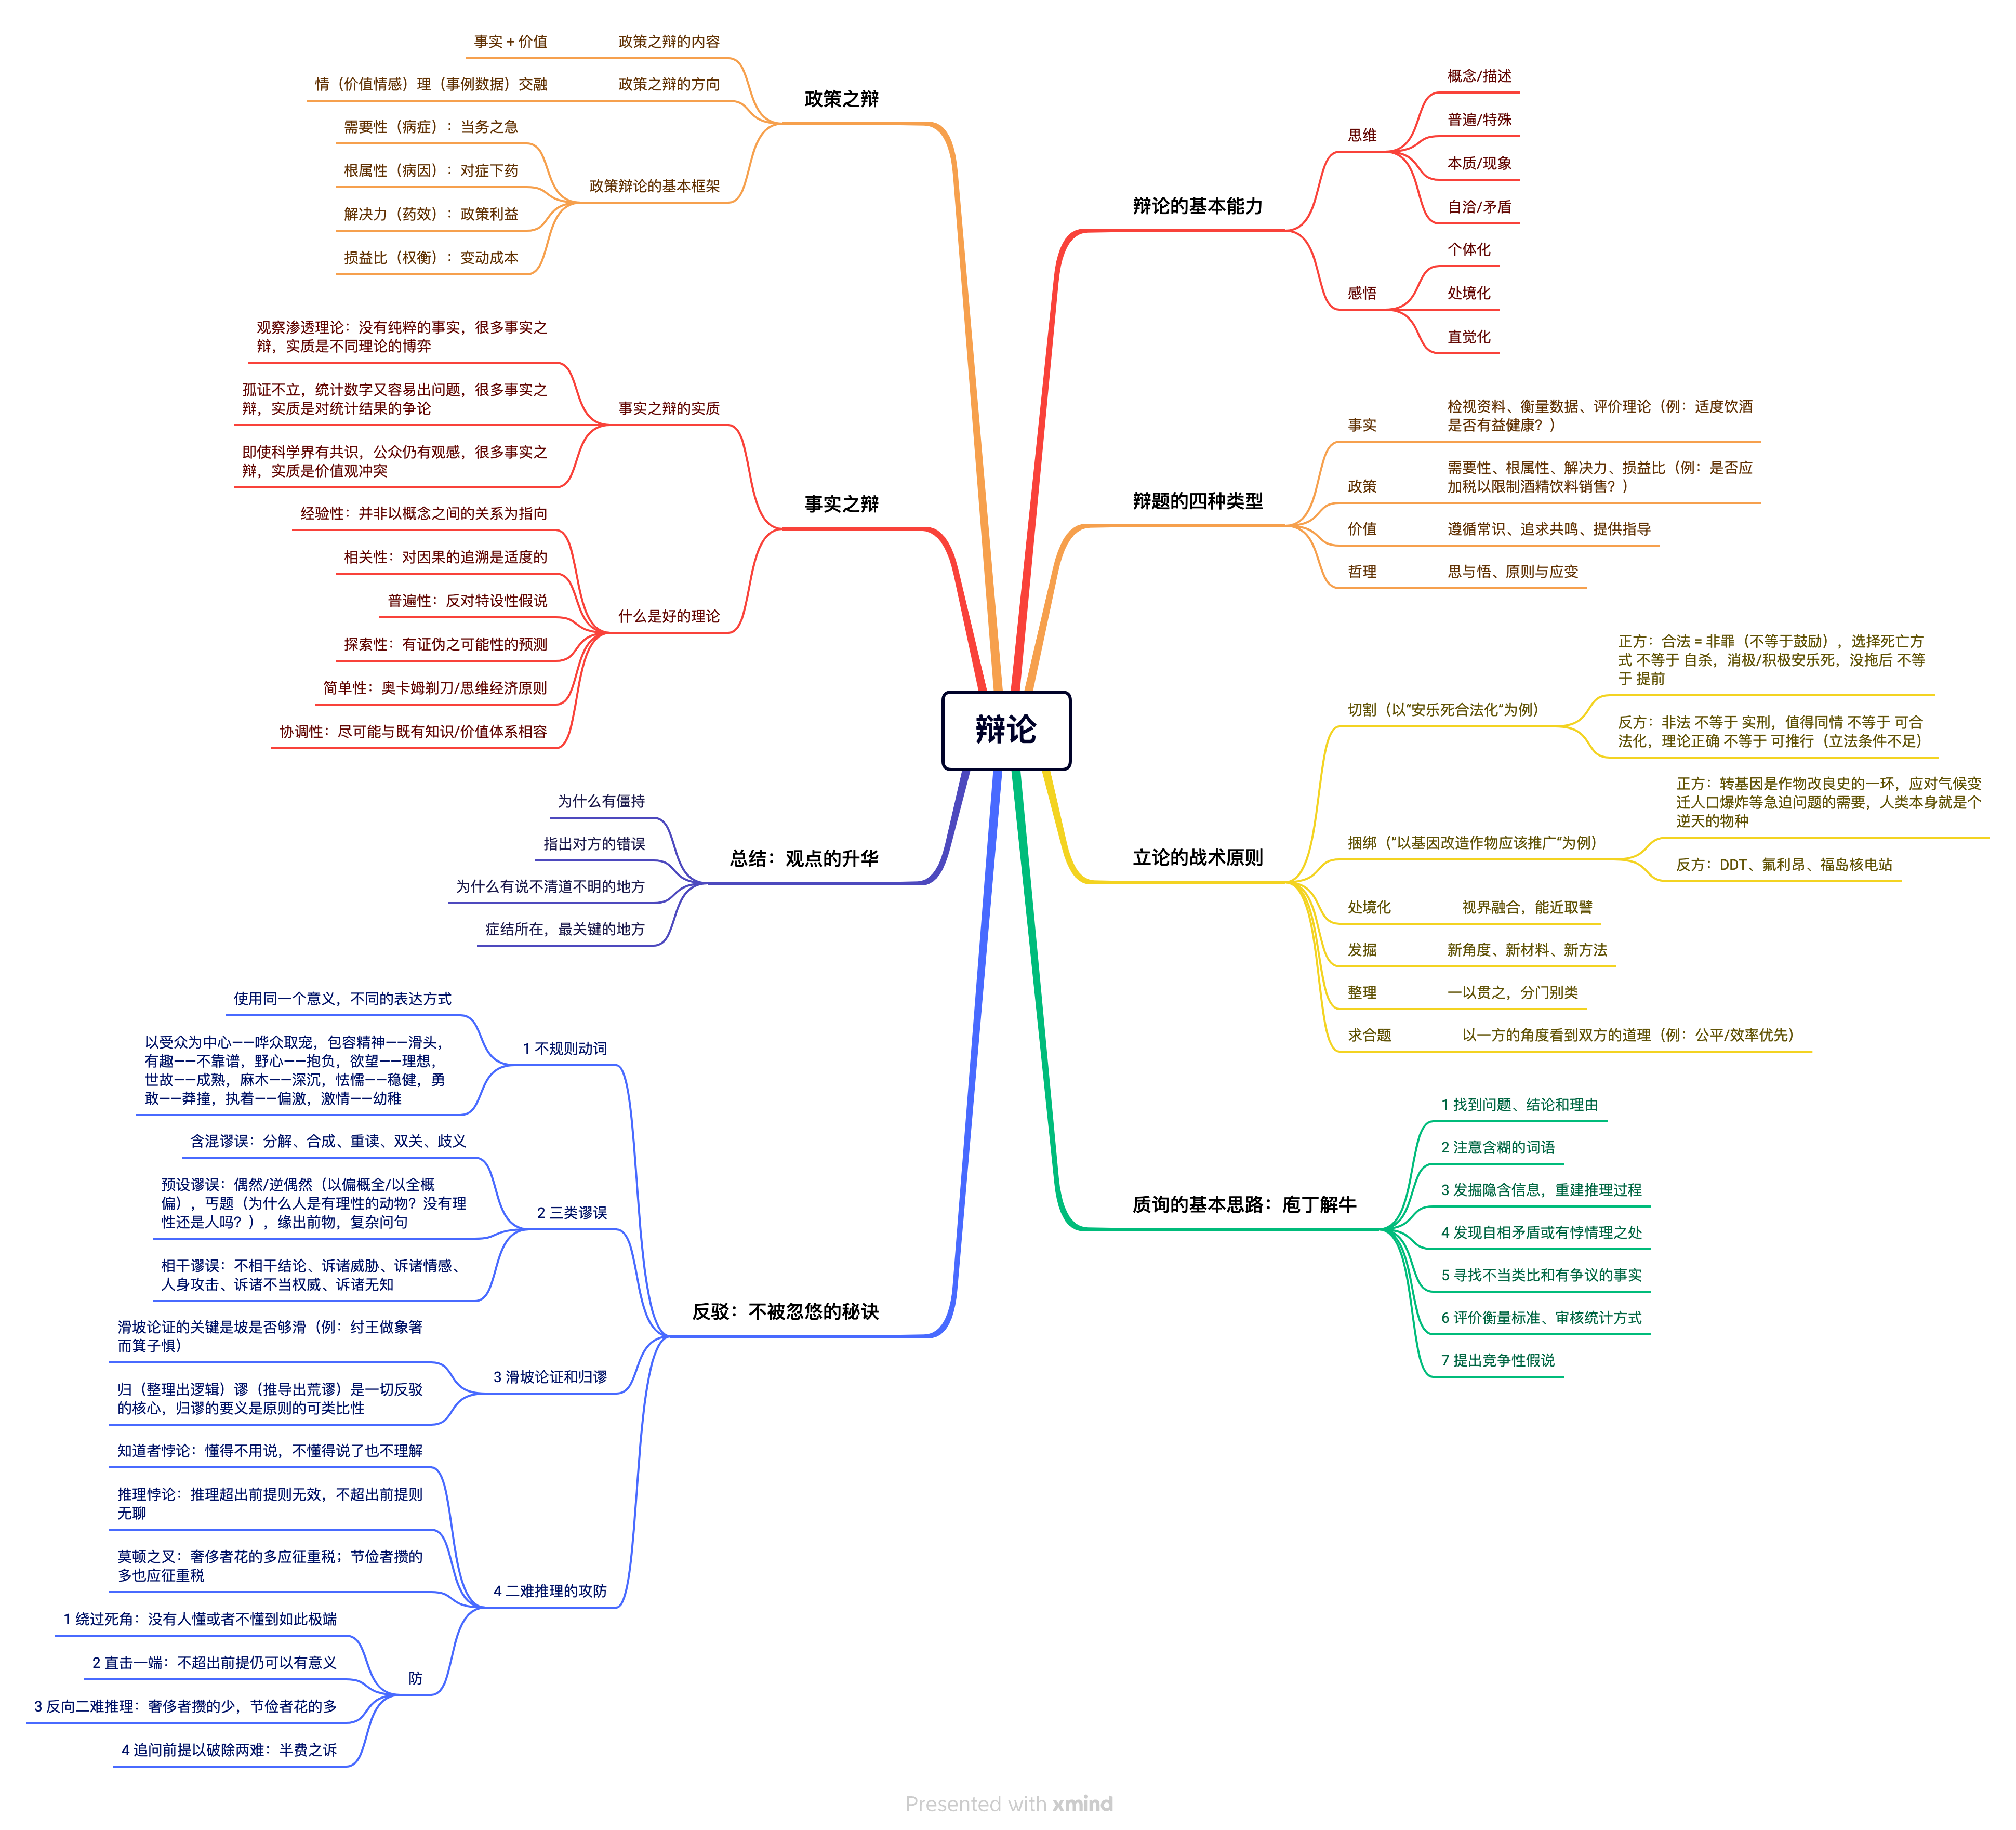 辩论
辩论的基本能力
思维
概念/描述
普遍/特殊
本质/现象
自洽/矛盾
感悟
个体化
处境化
直觉化
辩题的四种类型
事实
检视资料、衡量数据、评价理论（例：适度饮酒
是否有益健康？）
政策
需要性、根属性、解决力、损益比（例：是否应
加税以限制酒精饮料销售？）
价值
遵循常识、追求共鸣、提供指导
哲理
思与悟、原则与应变
立论的战术原则
切割（以“安乐死合法化”为例）
正方：合法 = 非罪（不等于鼓励），选择死亡方
式 不等于 自杀，消极/积极安乐死，没拖后 不等
于 提前
反方：非法 不等于 实刑，值得同情 不等于 可合
法化，理论正确 不等于 可推行（立法条件不足）
捆绑（”以基因改造作物应该推广“为例）
正方：转基因是作物改良史的一环，应对气候变
迁人口爆炸等急迫问题的需要，人类本身就是个
逆天的物种
反方：DDT、氟利昂、福岛核电站
处境化
视界融合，能近取譬
发掘
新角度、新材料、新方法
整理
一以贯之，分门别类
求合题
以一方的角度看到双方的道理（例：公平/效率优先）
质询的基本思路：庖丁解牛
1 找到问题、结论和理由
2 注意含糊的词语
3 发掘隐含信息，重建推理过程
4 发现自相矛盾或有悖情理之处
5 寻找不当类比和有争议的事实
6 评价衡量标准、审核统计方式
7 提出竞争性假说
政策之辩
政策之辩的内容
事实 + 价值
政策之辩的方向
情（价值情感）理（事例数据）交融
政策辩论的基本框架
需要性（病症）：当务之急
根属性（病因）：对症下药
解决力（药效）：政策利益
损益比（权衡）：变动成本
事实之辩
事实之辩的实质
观察渗透理论：没有纯粹的事实，很多事实之
辩，实质是不同理论的博弈
孤证不立，统计数字又容易出问题，很多事实之
辩，实质是对统计结果的争论
即使科学界有共识，公众仍有观感，很多事实之
辩，实质是价值观冲突
什么是好的理论
经验性：并非以概念之间的关系为指向
相关性：对因果的追溯是适度的
普遍性：反对特设性假说
探索性：有证伪之可能性的预测
简单性：奥卡姆剃刀/思维经济原则
协调性：尽可能与既有知识/价值体系相容
总结：观点的升华
为什么有僵持
指出对方的错误
为什么有说不清道不明的地方
症结所在，最关键的地方
反驳：不被忽悠的秘诀
1 不规则动词
使用同一个意义，不同的表达方式
以受众为中心——哗众取宠，包容精神——滑头，
有趣——不靠谱，野心——抱负，欲望——理想，
世故——成熟，麻木——深沉，怯懦——稳健，勇
敢——莽撞，执着——偏激，激情——幼稚
2 三类谬误
含混谬误：分解、合成、重读、双关、歧义
预设谬误：偶然/逆偶然（以偏概全/以全概
偏），丐题（为什么人是有理性的动物？没有理
性还是人吗？），缘出前物，复杂问句
相干谬误：不相干结论、诉诸威胁、诉诸情感、
人身攻击、诉诸不当权威、诉诸无知
3 滑坡论证和归谬
滑坡论证的关键是坡是否够滑（例：纣王做象箸
而箕子惧）
归（整理出逻辑）谬（推导出荒谬）是一切反驳
的核心，归谬的要义是原则的可类比性
4 二难推理的攻防
知道者悖论：懂得不用说，不懂得说了也不理解
推理悖论：推理超出前提则无效，不超出前提则
无聊
莫顿之叉：奢侈者花的多应征重税；节俭者攒的
多也应征重税
防
1 绕过死角：没有人懂或者不懂到如此极端
2 直击一端：不超出前提仍可以有意义
3 反向二难推理：奢侈者攒的少，节俭者花的多
4 追问前提以破除两难：半费之诉
Presented with xmind